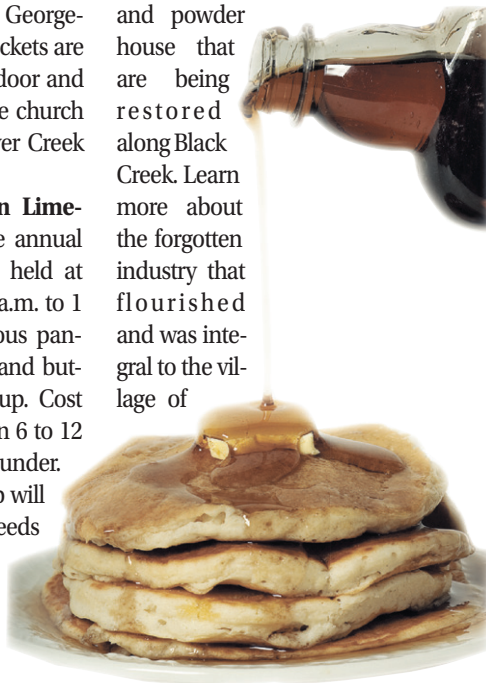 George-
ckets are
door and
e church
er Creek
n Lime-
e annual
held at
a.m. to 1
ous pan-
and but-
up. Cost
n 6 to 12
under.
will
eeds
and powder
house that
are being
restored
along Black
Creek. Learn
more about
the forgotten
industry that
flourished
and was inte-
gral to the vil-
lage of